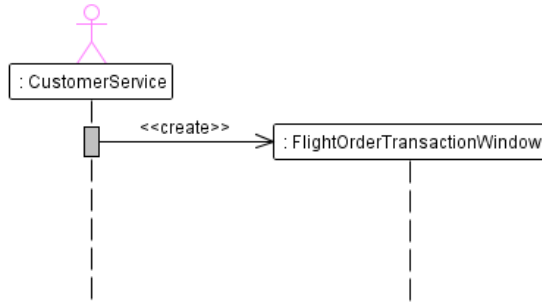 : CustomerService
<<create>>
: FlightOrderTransactionWindow